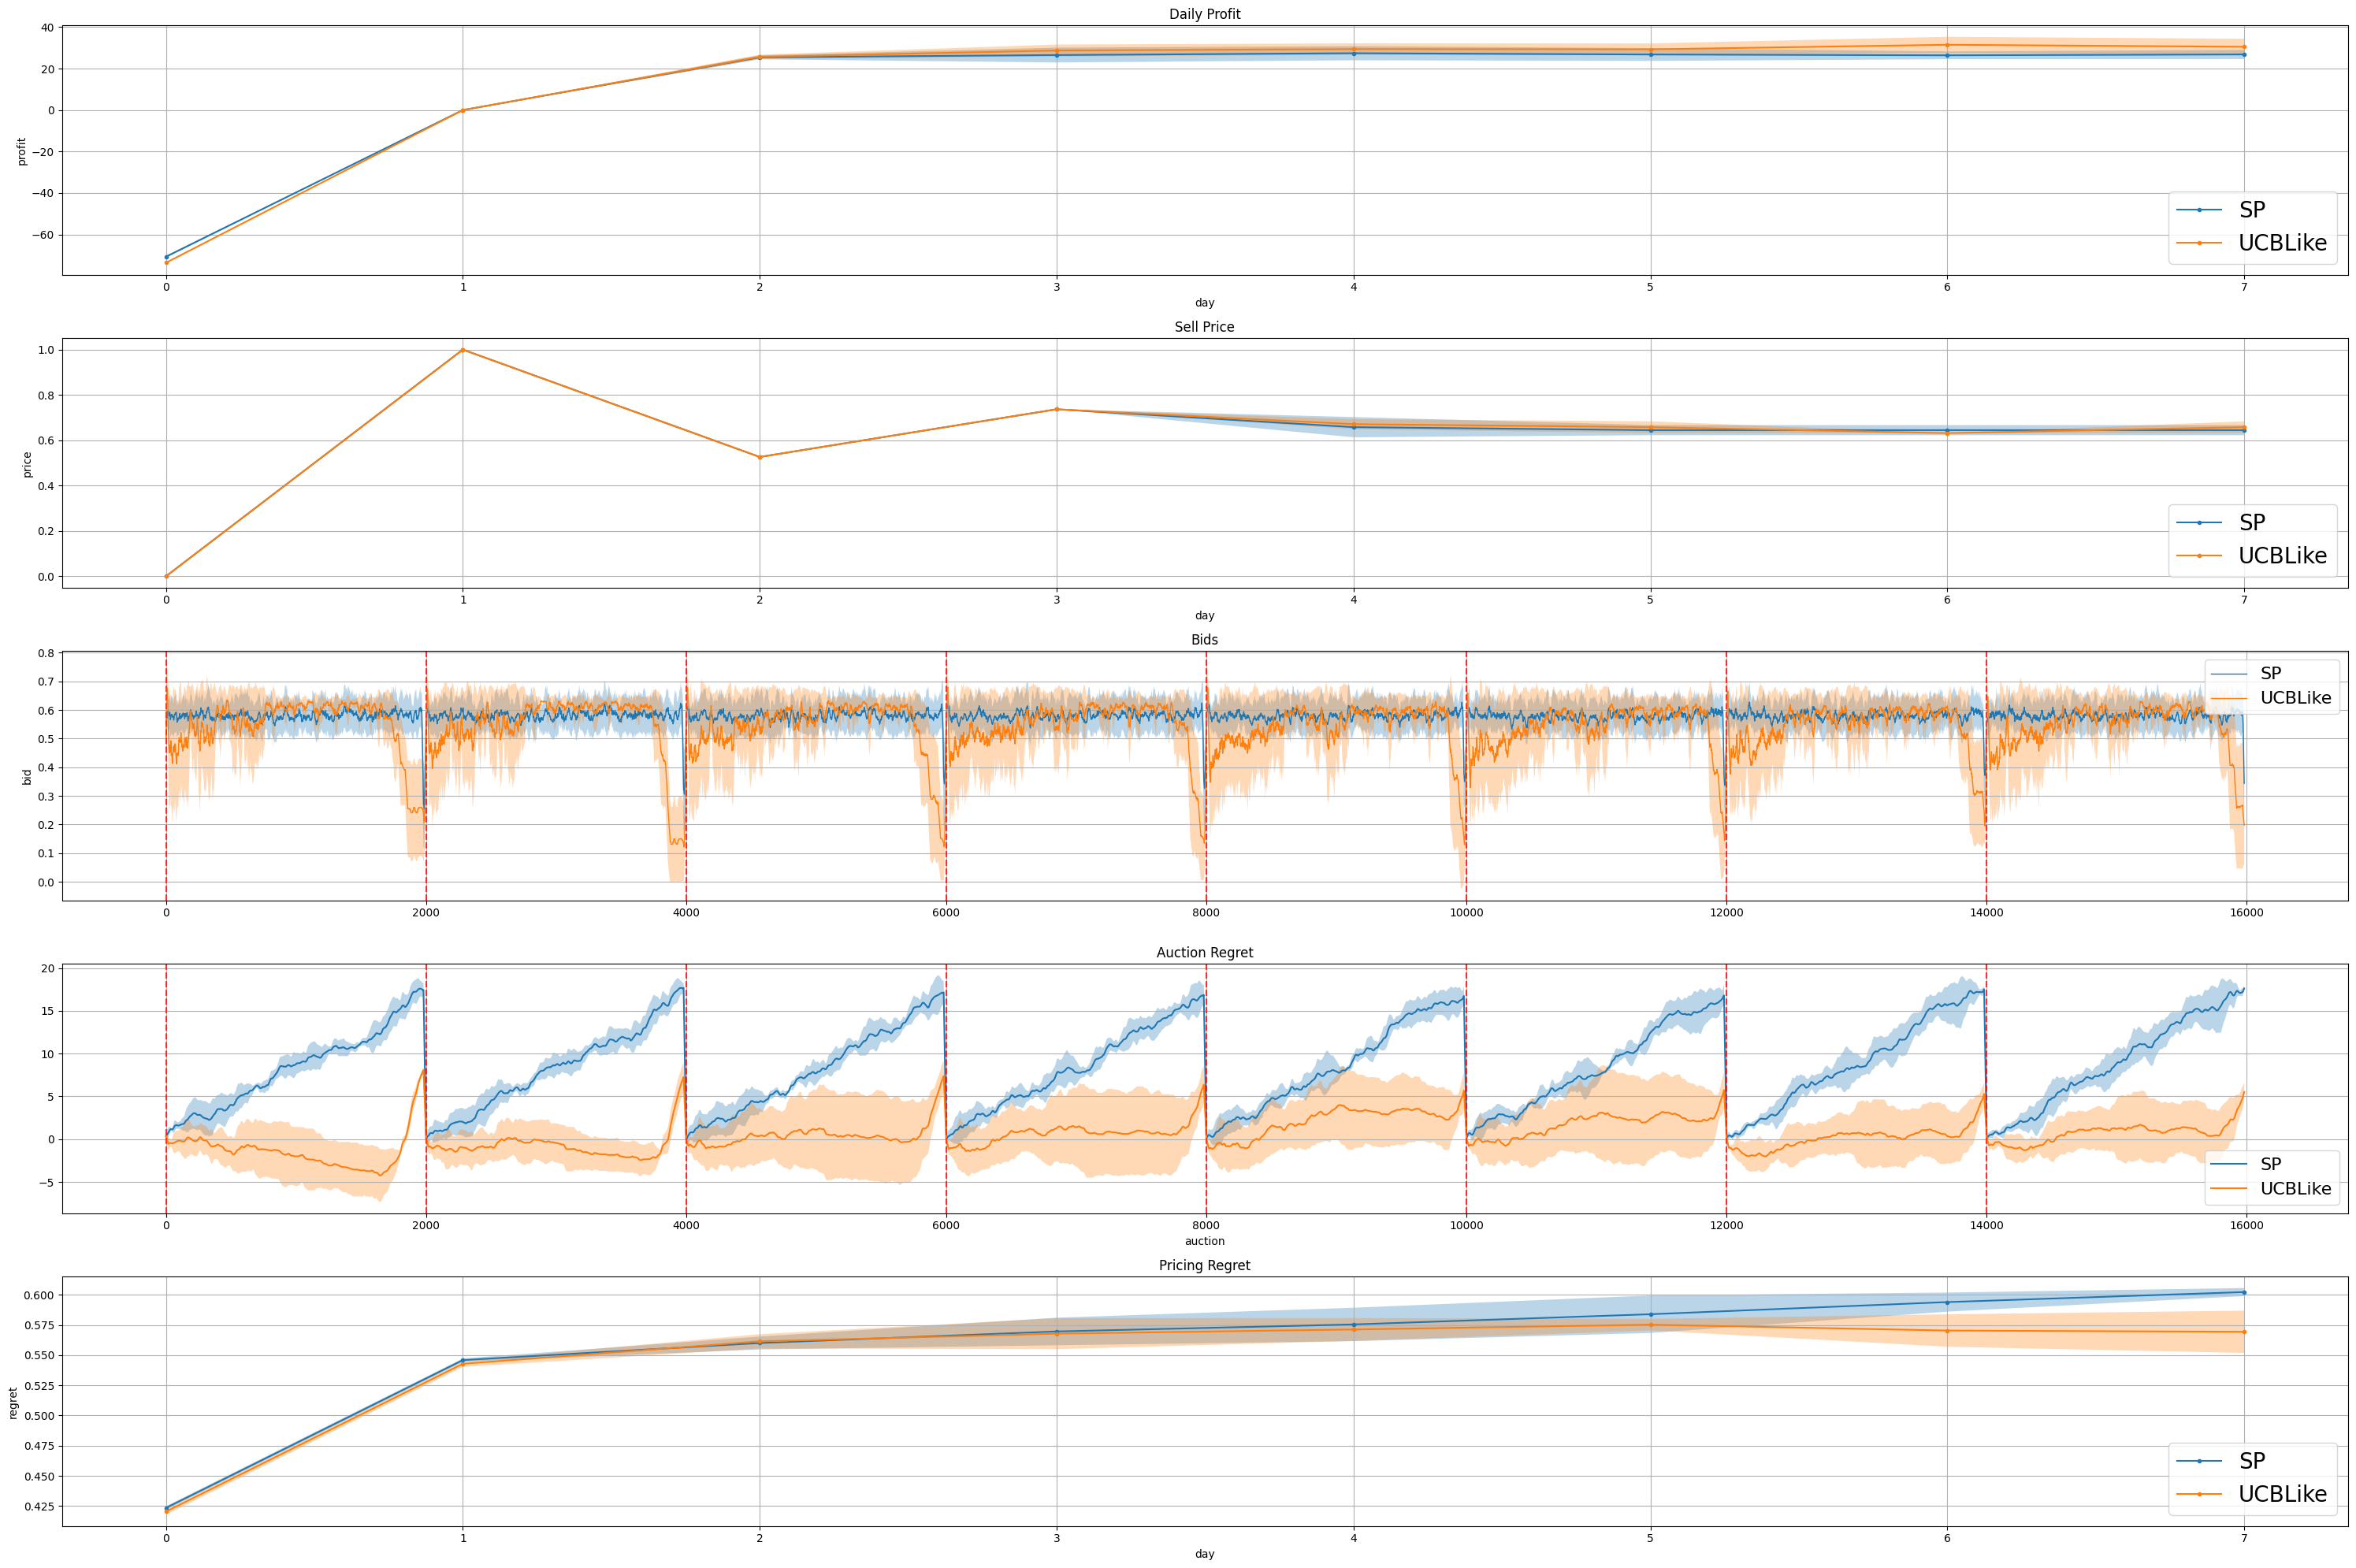 Daily Profit
40
20
0
−20
−40
−60
profit
SP
UCBLike
0 1 2 3 4 5 6 7
day
Sell Price
1.0
0.8
0.6
0.4
0.2
0.0
price
SP
UCBLike
0 1 2 3 4 5 6 7
day
Bids
0.8
0.7
0.6
0.5
0.4
0.3
0.2
0.1
0.0
bid
SP
UCBLike
0 2000 4000 6000 8000 10000 12000 14000 16000
Auction Regret
20
15
10
5
0
−5
SP
UCBLike
0 2000 4000 6000 8000 10000 12000 14000 16000
auction
Pricing Regret
0.600
0.575
0.550
0.525
0.500
0.475
0.450
0.425
regret
SP
UCBLike
0 1 2 3 4 5 6 7
day